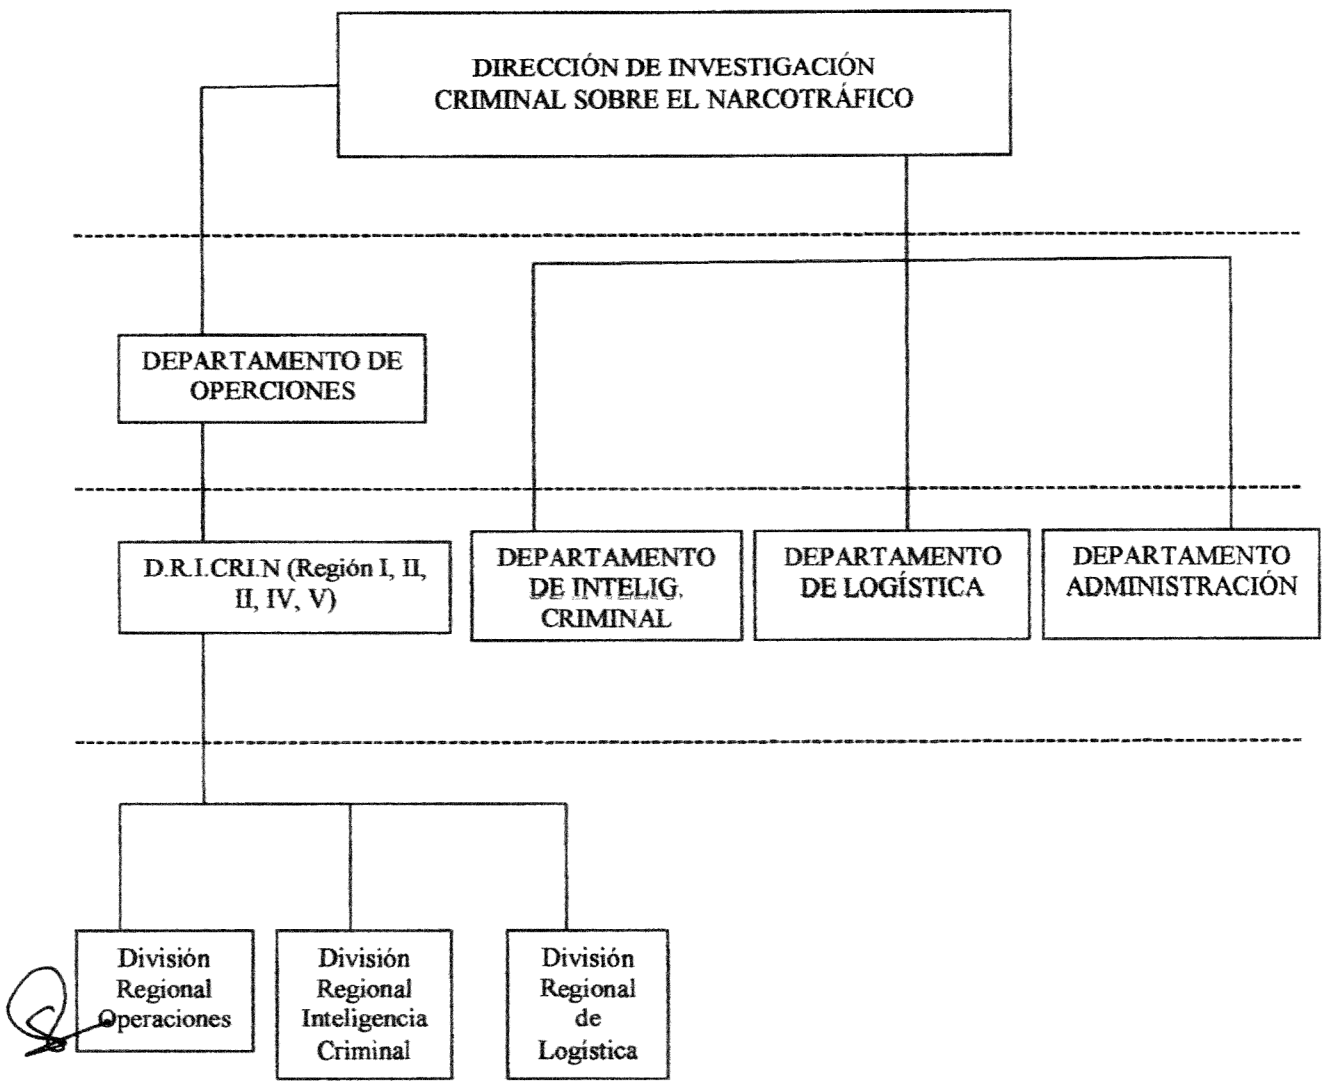 DIRECCIÓN DE INVESTIGACIÓN
CRIMINAL SOBRE EL NARCOTRÁFICO
DEPARTAMENTO DE
OPERCIONES
D.R.I.CRI.N (Región I, II,
II, IV, V)
DEPARTAMENTO
DE INTELIG.
CRIMINAL
DEPARTAMENTO
DE LOGÍSTICA
DEPARTAMENTO
ADMINISTRACIÓN
División
Regional
Operaciones
División
Regional
Inteligencia
Criminal
División
Regional
de
Logística